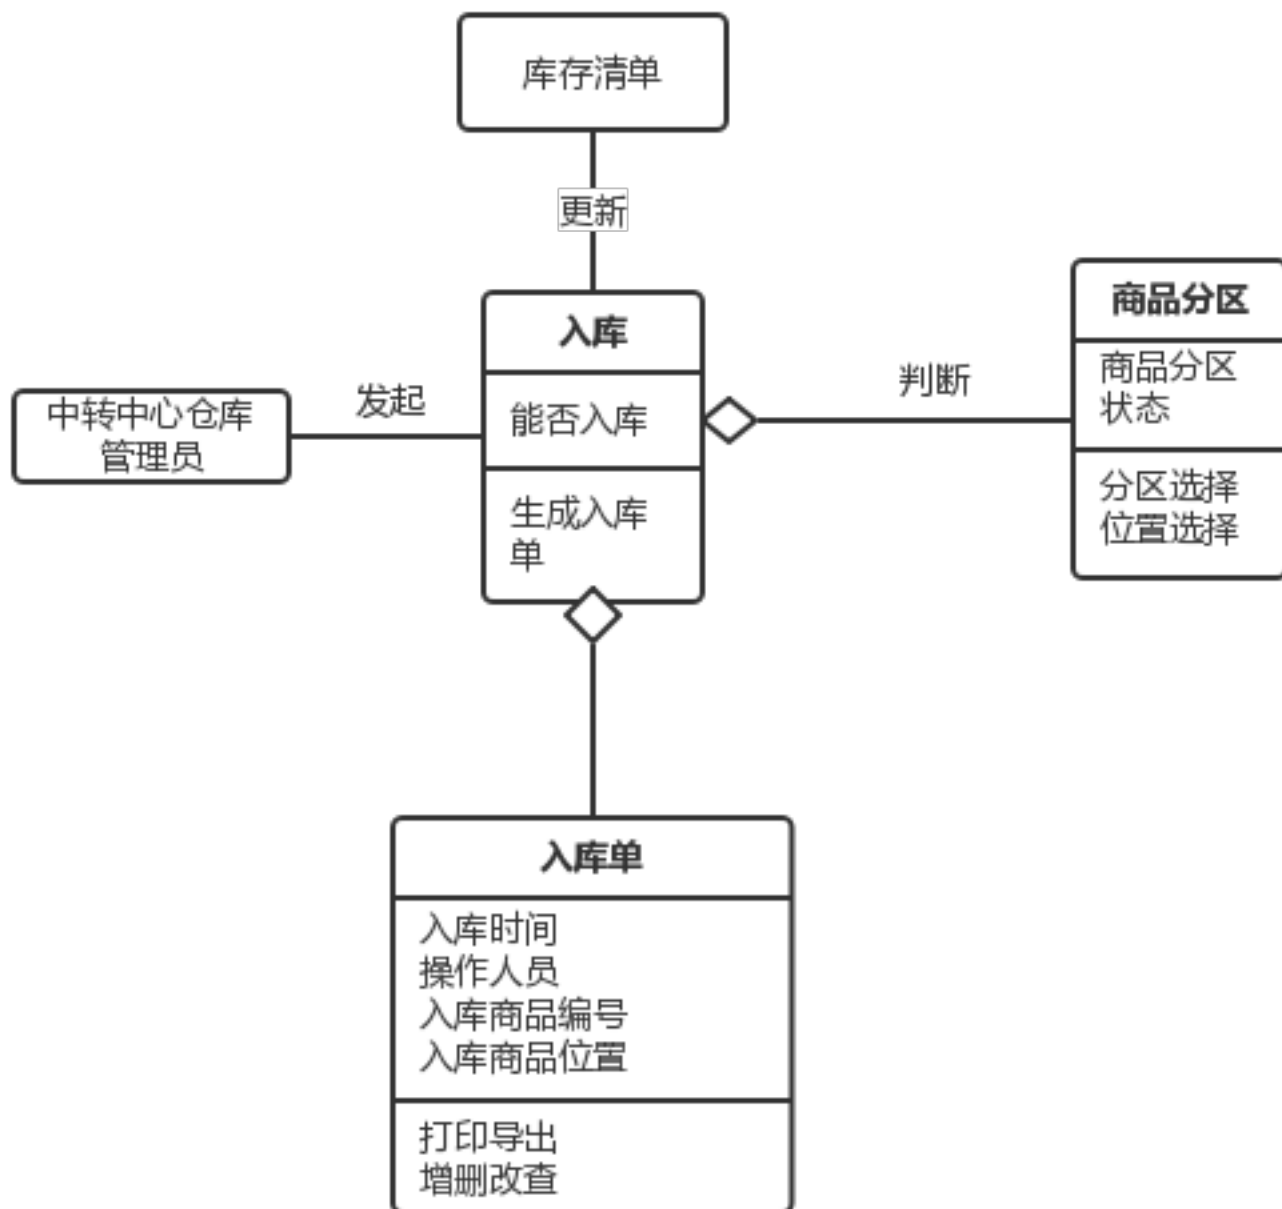 库存清单
更新
入库
能否入库
生成入库
单
中转中心仓库
管理员
发起
判断
商品分区
商品分区
状态
分区选择
位置选择
入库单
入库时间
操作人员
入库商品编号
入库商品位置
打印导出
增删改查